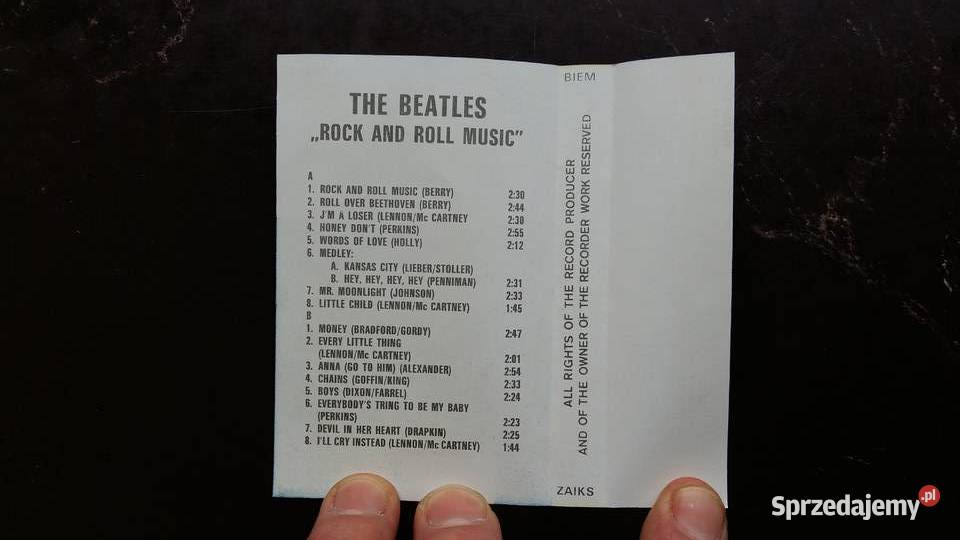 THE BEATLES
„ROCK AND ROLL MUSIC”
A
1. ROCK AND ROLL MUSIC (BERRY) 2:30
2. ROLL OVER BEETHOVEN (BERRY) 2:44
3. J'M A LOSER (LENNON/Mc CARTNEY 2:30
4. HONEY DON'T (PERKINS) 2:55
5. WORDS OF LOVE (HOLLY) 2:12
6. MEDLEY:
A. KANSAS CITY (LIEBER/STOLLER)
B. HEY, HEY, HEY, HEY (PENNIMAN) 2:31
7. MR. MOONLIGHT (JOHNSON) 2:33
8. LITTLE CHILD (LENNON/Mc CARTNEY) 1:45
B
1. MONEY (BRADFORD/GORDY) 2:47
2. EVERY LITTLE THING
(LENNON/Mc CARTNEY) 2:01
3. ANNA (GO TO HIM) (ALEXANDER) 2:54
4. CHAINS (GOFFIN/KING) 2:33
5. BOYS (DIXON/FARREL) 2:24
6. EVERYBODY'S TRING TO BE MY BABY
(PERKINS) 2:23
7. DEVIL IN HER HEART (DRAPKIN) 2:25
8. I'LL CRY INSTEAD (LENNON/Mc CARTNEY) 1:44
BIEM
ALL RIGHTS OF THE RECORD PRODUCER
AND OF THE OWNER OF THE RECORDER WORK RESERVED
ZAIKS
Sprzedajemy.pl